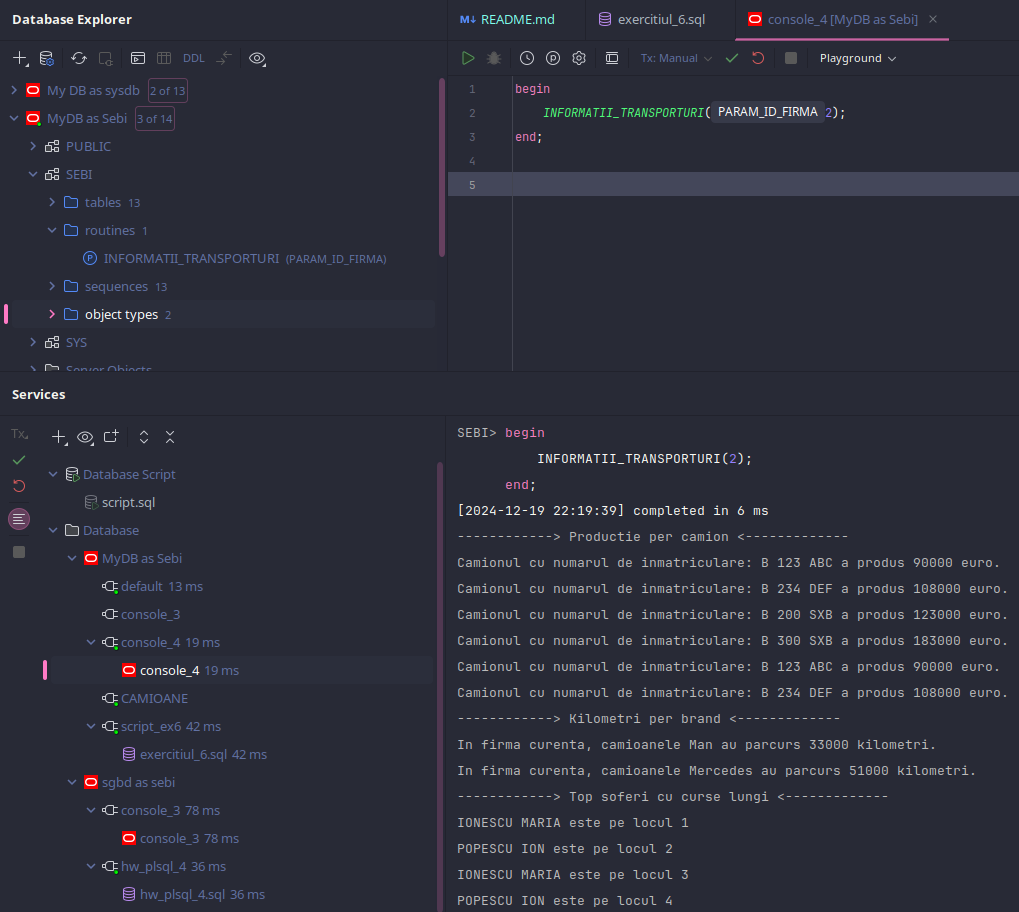 Database Explorer
DDL
My DB as sysdb 2 of 13
MyDB as Sebi 3 of 14
PUBLIC
SEBI
tables 13
routines 1
INFORMATII_TRANSPORTURI (PARAM_ID_FIRMA)
sequences 13
object types 2
SYS
Server Objects
README.md
exercitiul_6.sql
console_4 [MyDB as Sebi]
Tx: Manual
Playground
1 begin
2 INFORMATII_TRANSPORTURI( PARAM_ID_FIRMA 2);
3 end;
4
5
Services
Tx
Database Script
script.sql
Database
MyDB as Sebi
default 13 ms
console_3
console_4 19 ms
console_4 19 ms
CAMIOANE
script_ex6 42 ms
exercitiul_6.sql 42 ms
sgbd as sebi
console_3 78 ms
console_3 78 ms
hw_plsql_4 36 ms
hw_plsql_4.sql 36 ms
SEBI> begin
INFORMATII_TRANSPORTURI(2);
end;
[2024-12-19 22:19:39] completed in 6 ms
------------> Productie per camion <-------------
Camionul cu numarul de inmatriculare: B 123 ABC a produs 90000 euro.
Camionul cu numarul de inmatriculare: B 234 DEF a produs 108000 euro.
Camionul cu numarul de inmatriculare: B 200 SXB a produs 123000 euro.
Camionul cu numarul de inmatriculare: B 300 SXB a produs 183000 euro.
Camionul cu numarul de inmatriculare: B 123 ABC a produs 90000 euro.
Camionul cu numarul de inmatriculare: B 234 DEF a produs 108000 euro.
------------> Kilometri per brand <-------------
In firma curenta, camioanele Man au parcurs 33000 kilometri.
In firma curenta, camioanele Mercedes au parcurs 51000 kilometri.
------------> Top soferi cu curse lungi <-------------
IONESCU MARIA este pe locul 1
POPESCU ION este pe locul 2
IONESCU MARIA este pe locul 3
POPESCU ION este pe locul 4